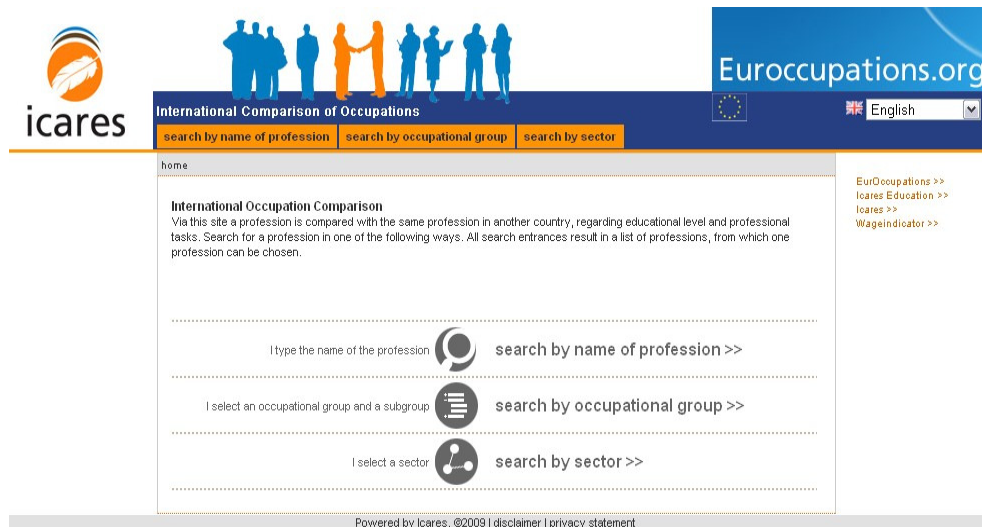 icares
Euroccupations.org
International Comparison of Occupations
English
search by name of profession
search by occupational group
search by sector
home
International Occupation Comparison
Via this site a profession is compared with the same profession in another country, regarding educational level and professional
tasks. Search for a profession in one of the following ways. All search entrances result in a list of professions, from which one
profession can be chosen.
EurOccupations >>
Icares Education >>
Icares >>
Wageindicator >>
I type the name of the profession
search by name of profession >>
I select an occupational group and a subgroup
search by occupational group >>
I select a sector
search by sector >>
Powered by Icares, ©2009 | disclaimer | privacy statement